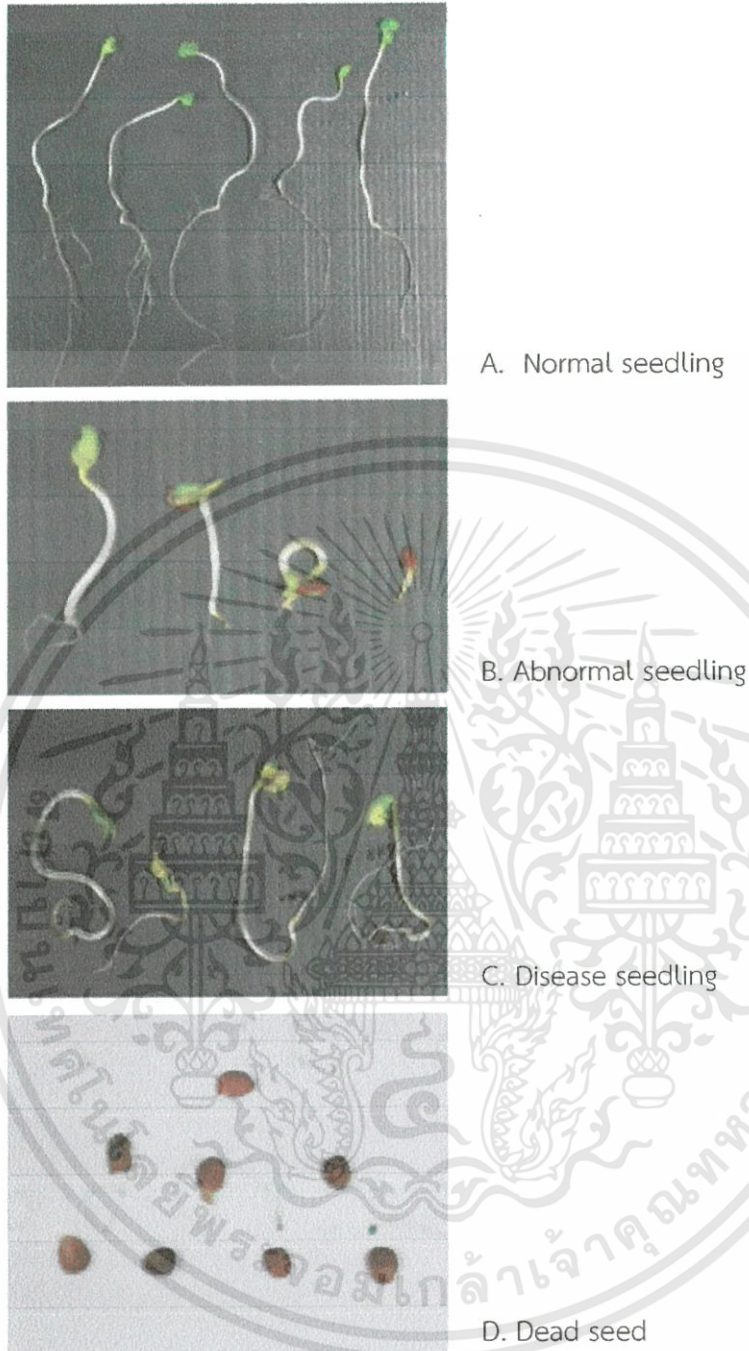 A. Normal seedling
B. Abnormal seedling
C. Disease seedling
D. Dead seed